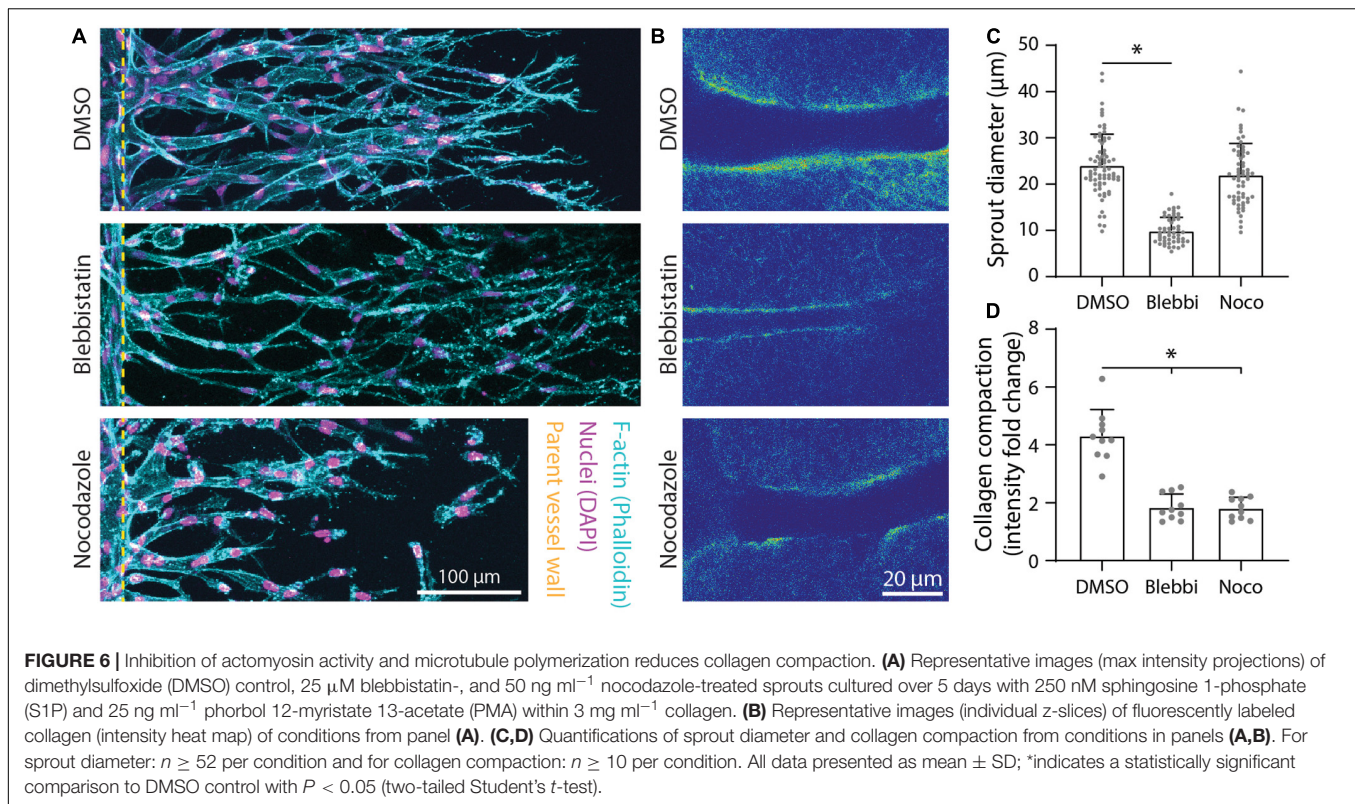 A
DMSO
Blebbistatin
Nocodazole
100 μm
F-actin (Phalloidin)
Nuclei (DAPI)
Parent vessel wall
B
DMSO
Blebbistatin
Nocodazole
20 μm
C
Sprout diameter (μm)
50
40
30
20
10
0
*
DMSO Blebbi Noco
D
Collagen compaction
(intensity fold change)
8
6
4
2
0
*
DMSO Blebbi Noco
FIGURE 6 | Inhibition of actomyosin activity and microtubule polymerization reduces collagen compaction. (A) Representative images (max intensity projections) of
dimethylsulfoxide (DMSO) control, 25 μM blebbistatin-, and 50 ng ml⁻¹ nocodazole-treated sprouts cultured over 5 days with 250 nM sphingosine 1-phosphate
(S1P) and 25 ng ml⁻¹ phorbol 12-myristate 13-acetate (PMA) within 3 mg ml⁻¹ collagen. (B) Representative images (individual z-slices) of fluorescently labeled
collagen (intensity heat map) of conditions from panel (A). (C,D) Quantifications of sprout diameter and collagen compaction from conditions in panels (A,B). For
sprout diameter: n ≥ 52 per condition and for collagen compaction: n ≥ 10 per condition. All data presented as mean ± SD; *indicates a statistically significant
comparison to DMSO control with P < 0.05 (two-tailed Student's t-test).